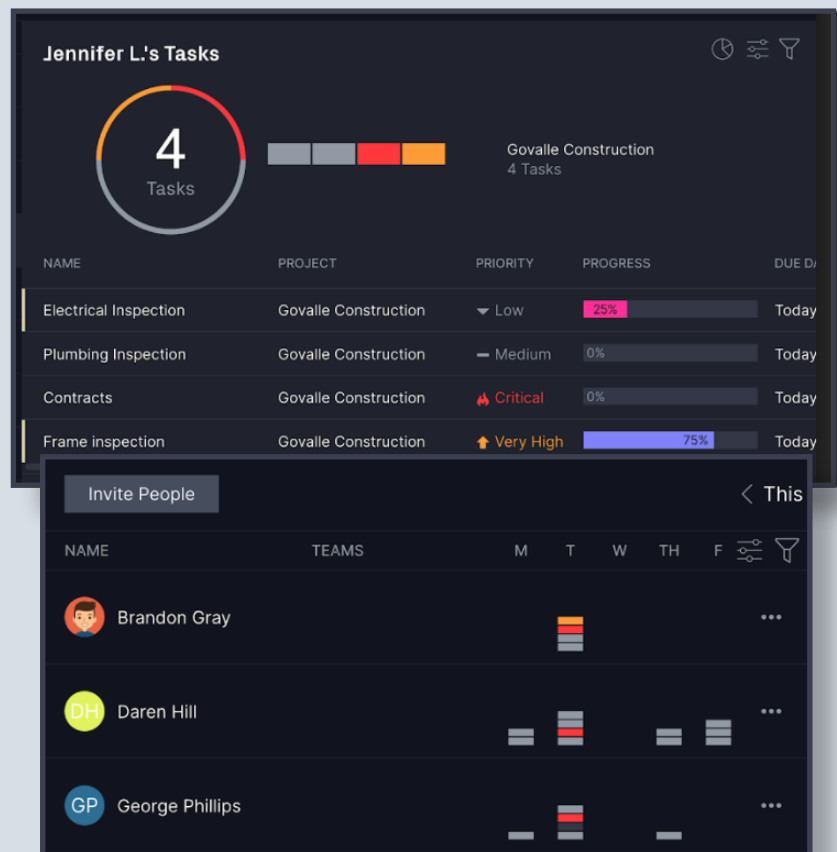 Jennifer L.'s Tasks
4
Tasks
Govalle Construction
4 Tasks
NAME PROJECT PRIORITY PROGRESS DUE DA
Electrical Inspection Govalle Construction Low 25% Today
Plumbing Inspection Govalle Construction Medium 0% Today
Contracts Govalle Construction Critical 0% Today
Frame inspection Govalle Construction Very High 75% Today
Invite People This
NAME TEAMS M T W TH F
Brandon Gray
DH Daren Hill
GP George Phillips